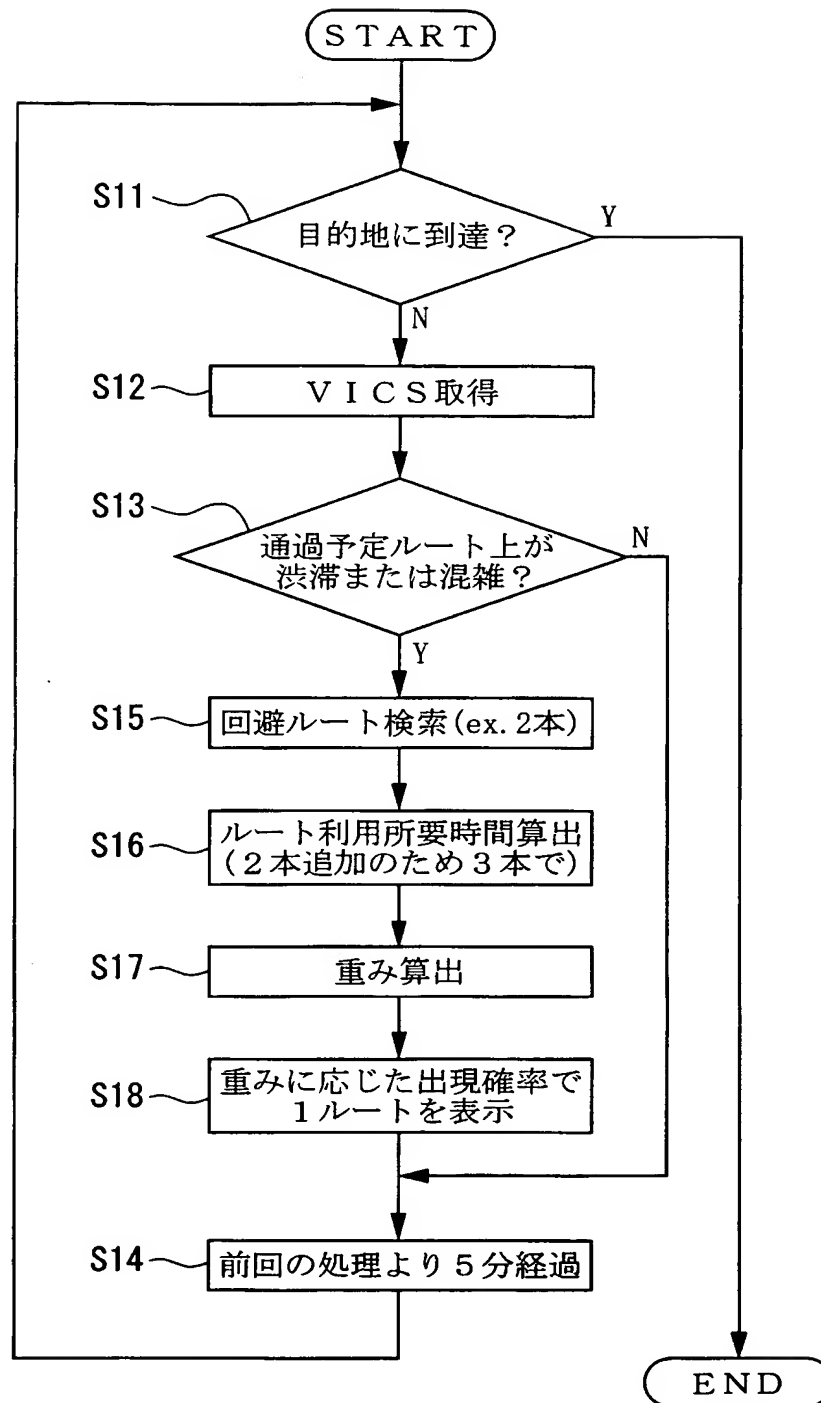 START
S11
目的地に到達?
Y
N
S12
VICS取得
S13
通過予定ルート上が
渋滞または混雑?
N
Y
S15
回避ルート検索(ex.2本)
S16
ルート利用所要時間算出
(2本追加のため3本で)
S17
重み算出
S18
重みに応じた出現確率で
1ルートを表示
S14
前回の処理より5分経過
END